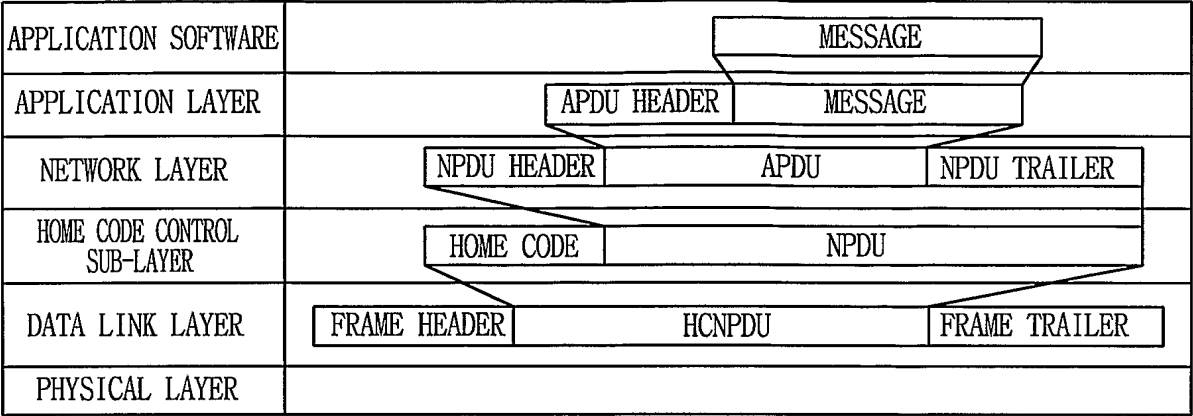 APPLICATION SOFTWARE MESSAGE
APPLICATION LAYER APDU HEADER MESSAGE
NETWORK LAYER NPDU HEADER APDU NPDU TRAILER
HOME CODE CONTROL
SUB-LAYER HOME CODE NPDU
DATA LINK LAYER FRAME HEADER HCNPDU FRAME TRAILER
PHYSICAL LAYER